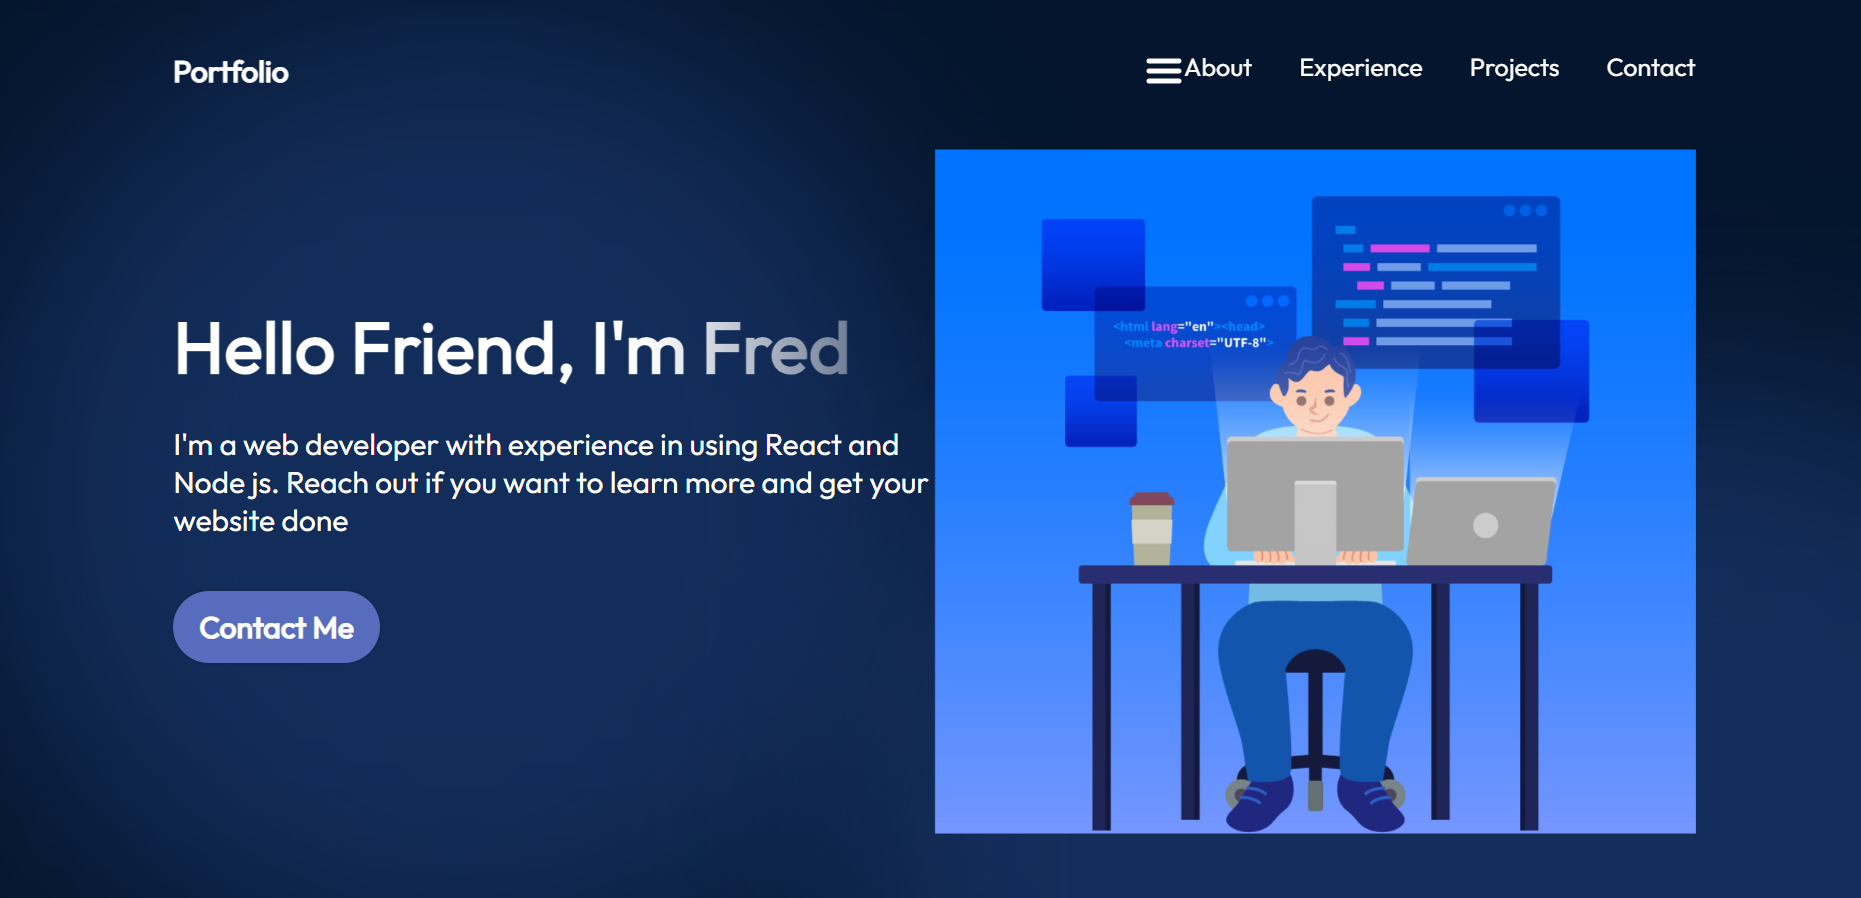 Portfolio
About Experience Projects Contact
Hello Friend, I'm Fred
I'm a web developer with experience in using React and
Node js. Reach out if you want to learn more and get your
website done
Contact Me
<html lang="en"><head>
<meta charset="UTF-8">